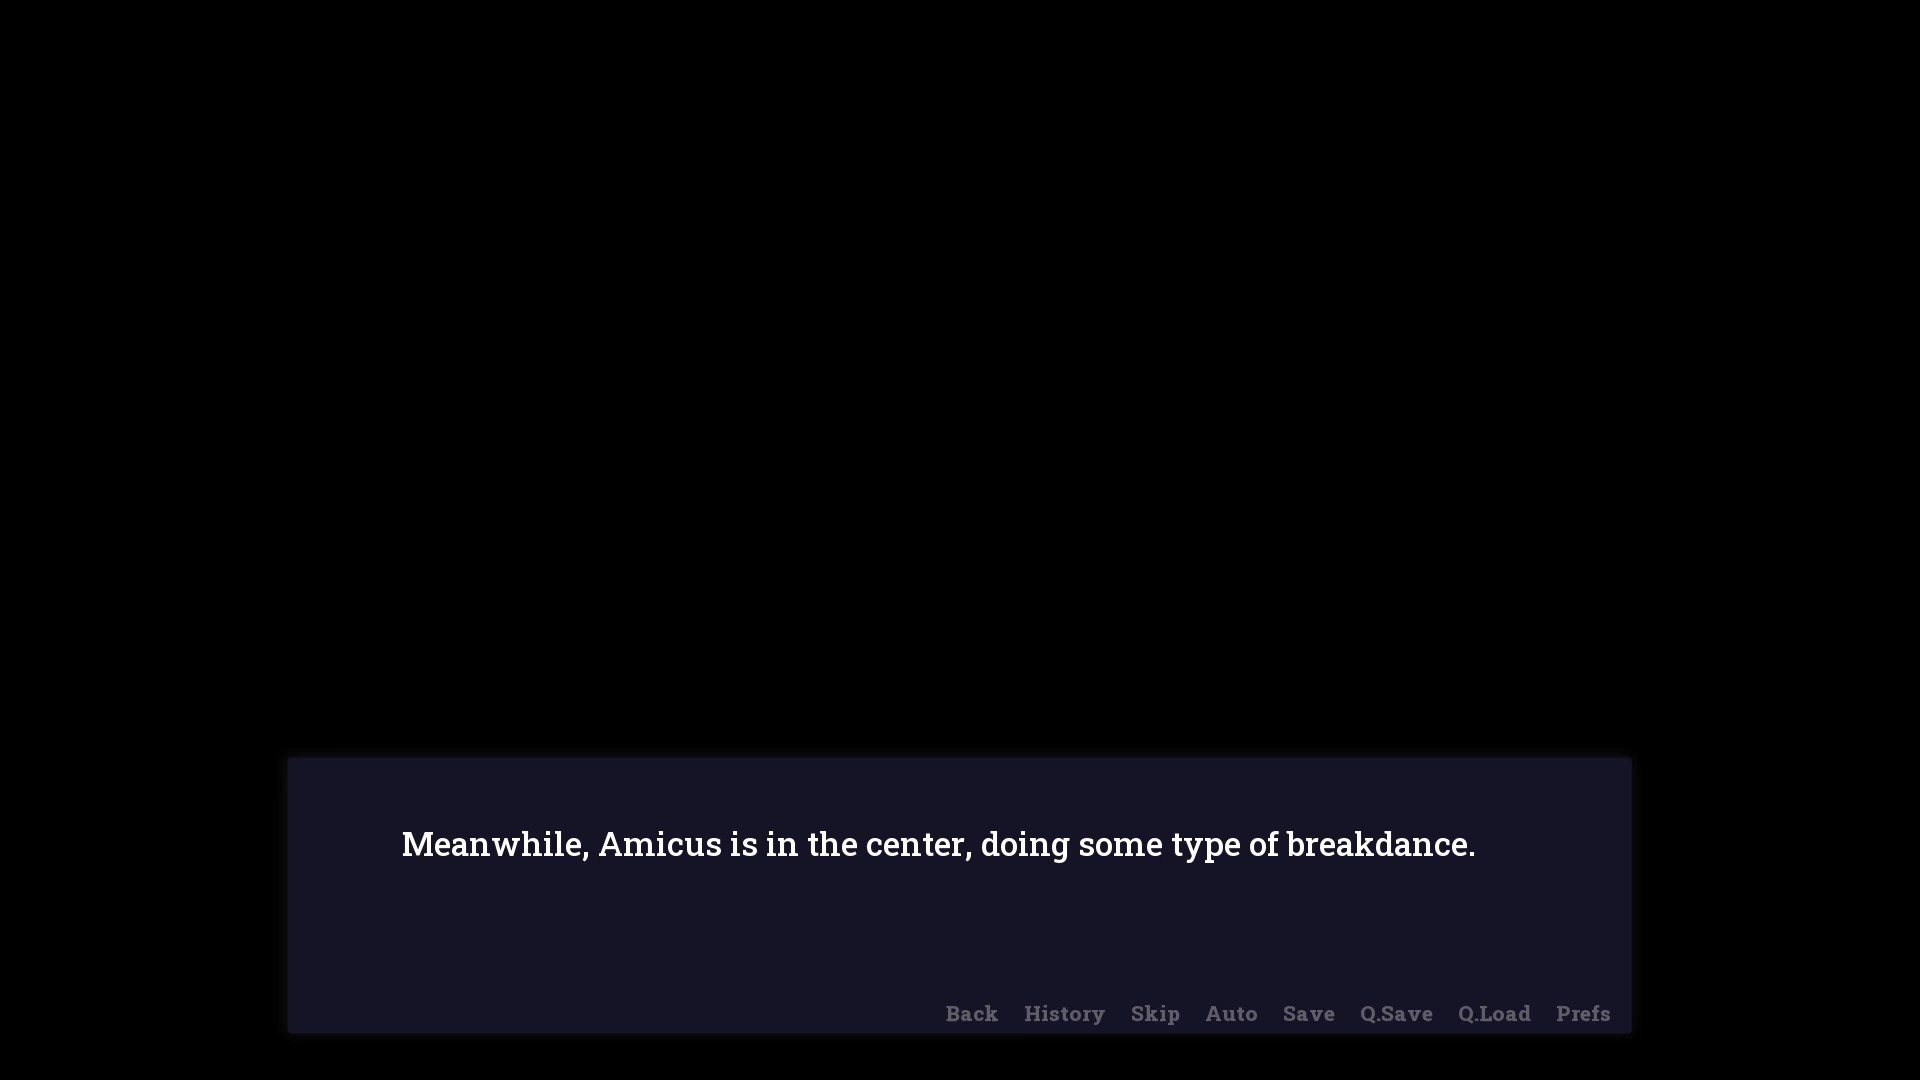 Meanwhile, Amicus is in the center, doing some type of breakdance.
Back History Skip Auto Save Q.Save Q.Load Prefs